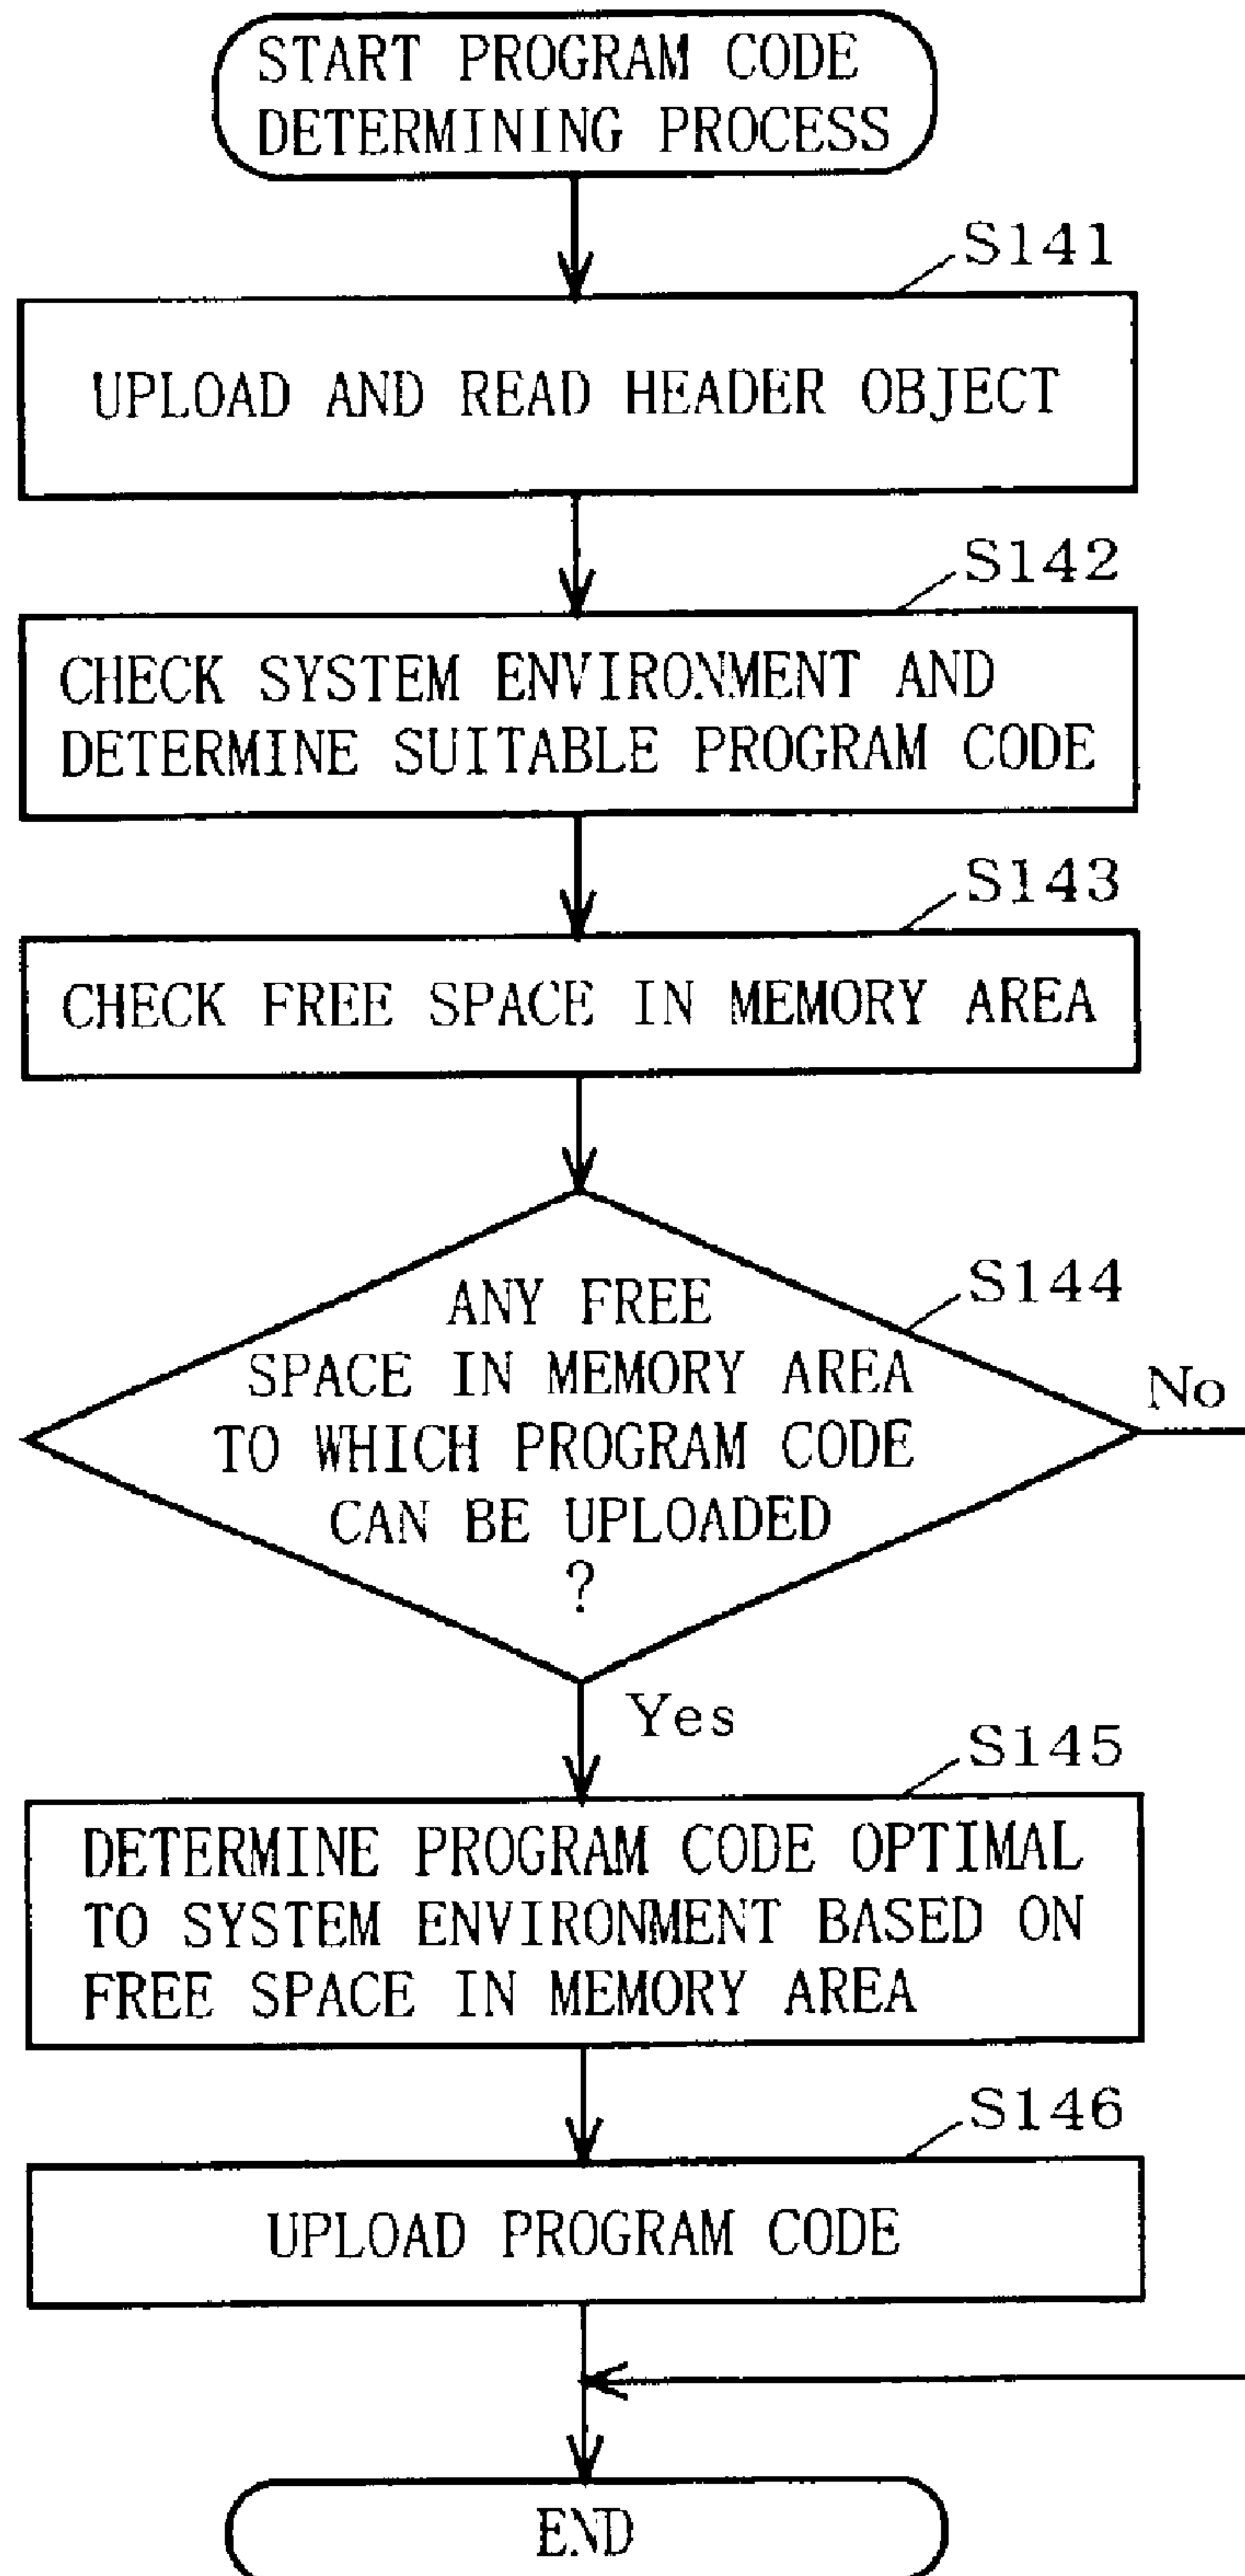 START PROGRAM CODE
DETERMINING PROCESS
S141
UPLOAD AND READ HEADER OBJECT
S142
CHECK SYSTEM ENVIRONMENT AND
DETERMINE SUITABLE PROGRAM CODE
S143
CHECK FREE SPACE IN MEMORY AREA
S144
ANY FREE
SPACE IN MEMORY AREA
TO WHICH PROGRAM CODE
CAN BE UPLOADED
?
No
Yes
S145
DETERMINE PROGRAM CODE OPTIMAL
TO SYSTEM ENVIRONMENT BASED ON
FREE SPACE IN MEMORY AREA
S146
UPLOAD PROGRAM CODE
END